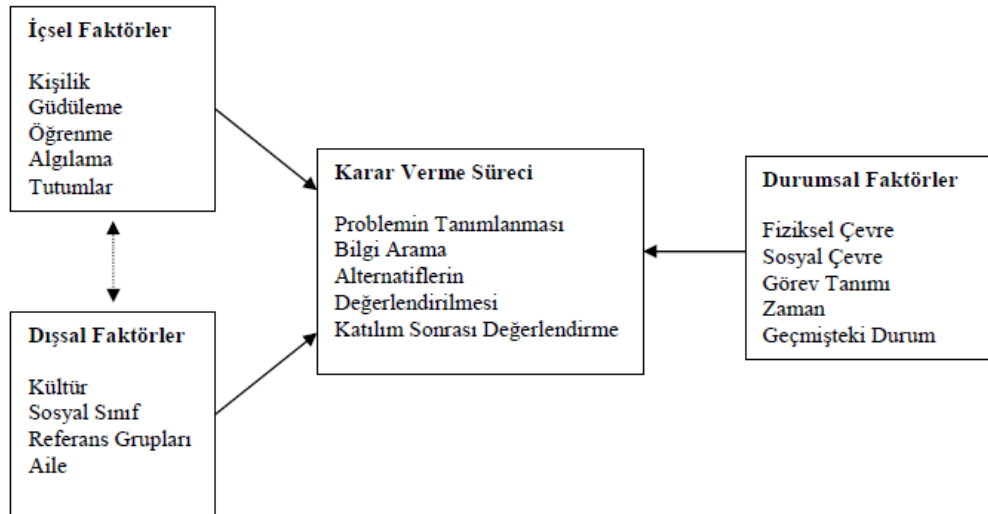 İçsel Faktörler
Kişilik
Güdüleme
Öğrenme
Algılama
Tutumlar
Dışsal Faktörler
Kültür
Sosyal Sınıf
Referans Grupları
Aile
Karar Verme Süreci
Problemin Tanımlanması
Bilgi Arama
Alternatiflerin
Değerlendirilmesi
Katılım Sonrası Değerlendirme
Durumsal Faktörler
Fiziksel Çevre
Sosyal Çevre
Görev Tanımı
Zaman
Geçmişteki Durum